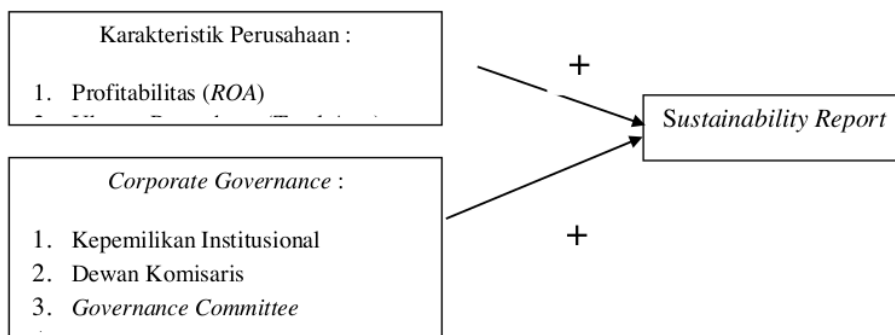 Karakteristik Perusahaan :
1. Profitabilitas (ROA)
+
Sustainability Report
Corporate Governance :
1. Kepemilikan Institusional
2. Dewan Komisaris
3. Governance Committee
+